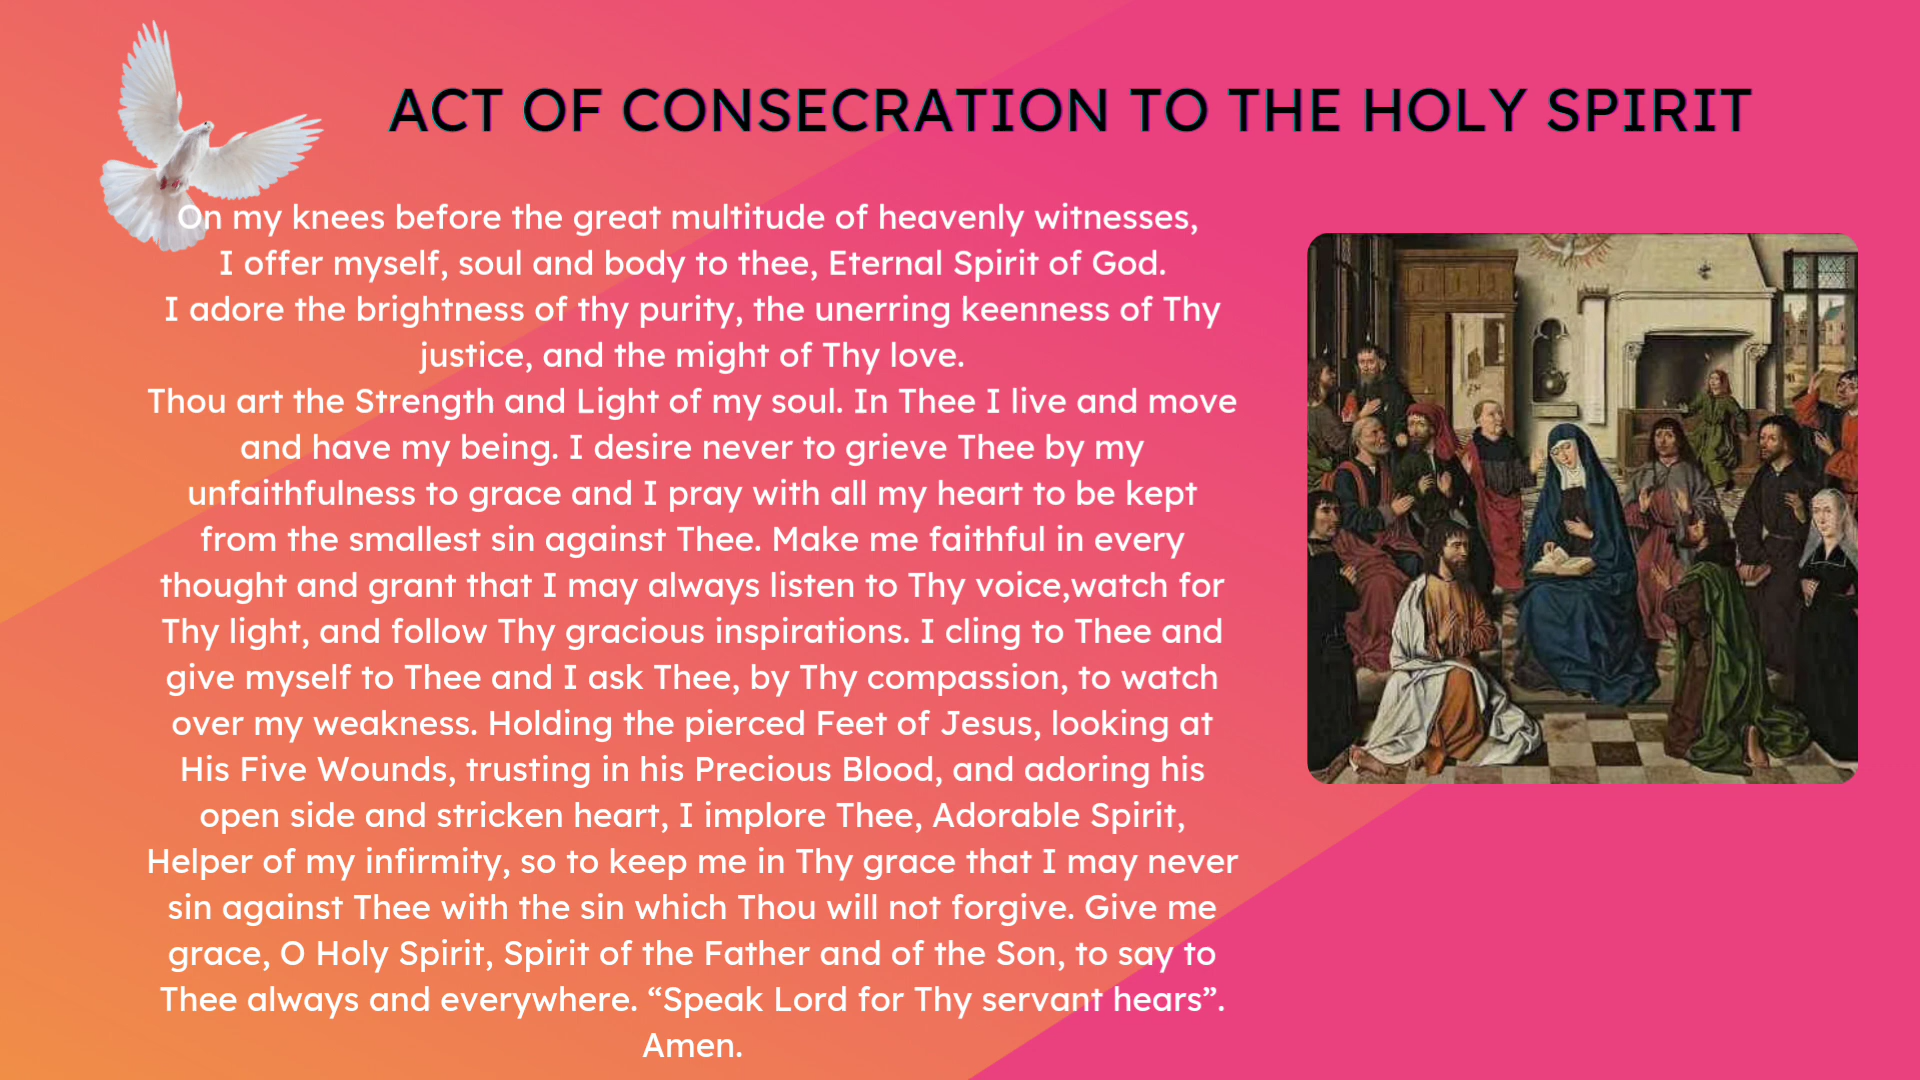 ACT OF CONSECRATION TO THE HOLY SPIRIT
On my knees before the great multitude of heavenly witnesses,
I offer myself, soul and body to thee, Eternal Spirit of God.
I adore the brightness of thy purity, the unerring keenness of Thy
justice, and the might of Thy love.
Thou art the Strength and Light of my soul. In Thee I live and move
and have my being. I desire never to grieve Thee by my
unfaithfulness to grace and I pray with all my heart to be kept
from the smallest sin against Thee. Make me faithful in every
thought and grant that I may always listen to Thy voice,watch for
Thy light, and follow Thy gracious inspirations. I cling to Thee and
give myself to Thee and I ask Thee, by Thy compassion, to watch
over my weakness. Holding the pierced Feet of Jesus, looking at
His Five Wounds, trusting in his Precious Blood, and adoring his
open side and stricken heart, I implore Thee, Adorable Spirit,
Helper of my infirmity, so to keep me in Thy grace that I may never
sin against Thee with the sin which Thou will not forgive. Give me
grace, O Holy Spirit, Spirit of the Father and of the Son, to say to
Thee always and everywhere. “Speak Lord for Thy servant hears”.
Amen.